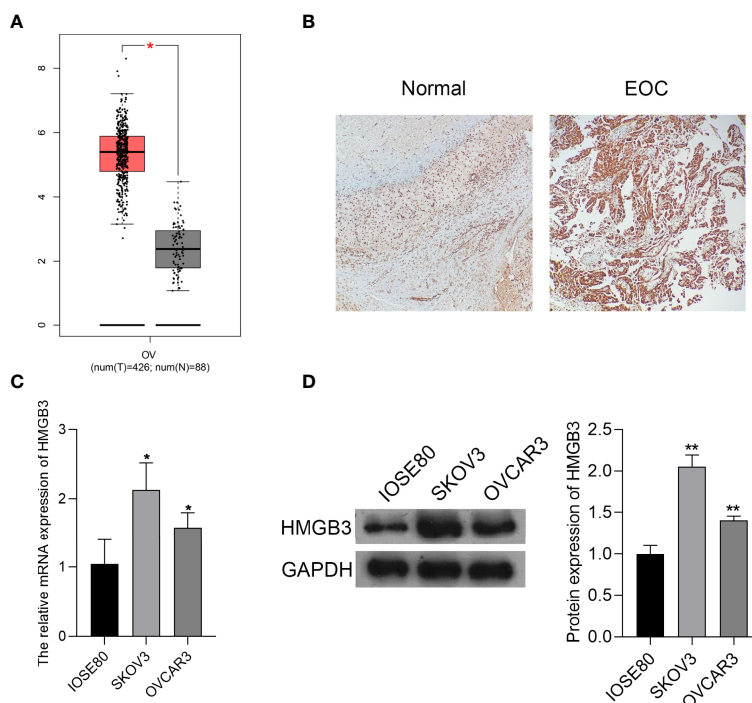 A
*
8
6
4
2
0
OV
(num(T)=426; num(N)=88)
B
Normal
EOC
C
The relative mRNA expression of HMGB3
3
2
1
0
*
*
IOSE80
SKOV3
OVCAR3
D
IOSE80
SKOV3
OVCAR3
HMGB3
GAPDH
Protein expression of HMGB3
2.5
2.0
1.5
1.0
0.5
0.0
**
**
IOSE80
SKOV3
OVCAR3